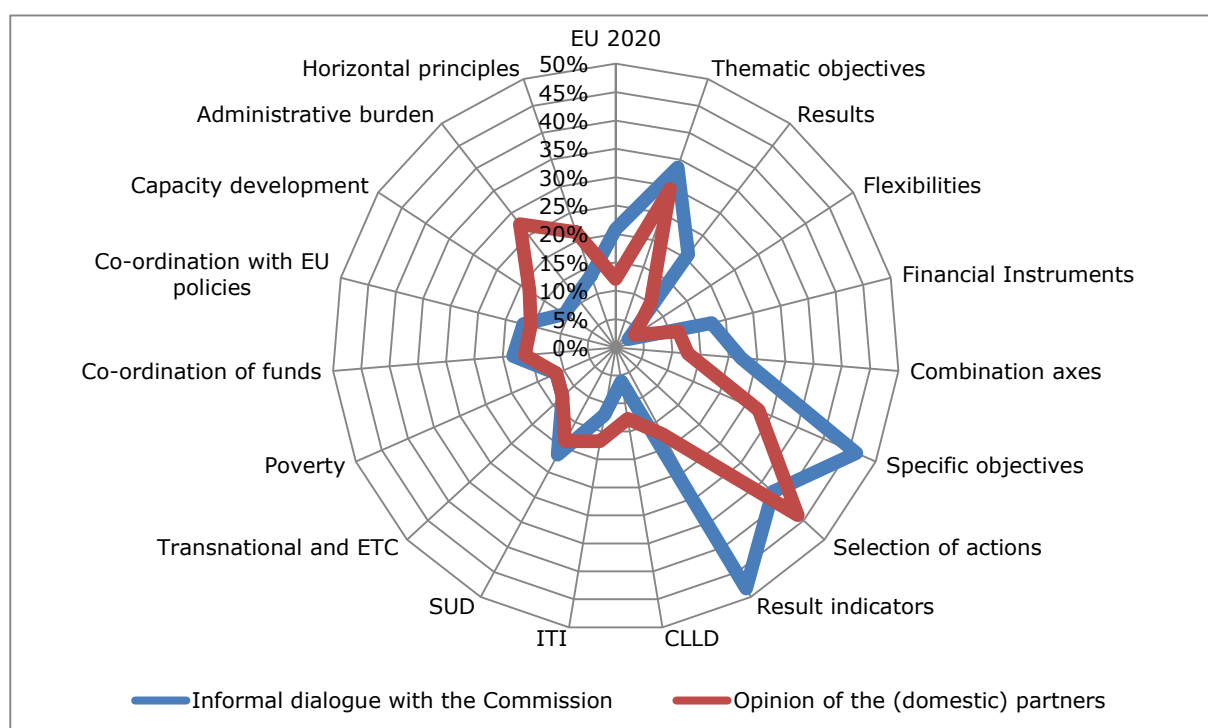 EU 2020
Thematic objectives
Results
Flexibilities
Financial Instruments
Combination axes
Specific objectives
Selection of actions
Result indicators
CLLD
ITI
SUD
Transnational and ETC
Poverty
Co-ordination of funds
Co-ordination with EU
policies
Capacity development
Administrative burden
Horizontal principles
50%
45%
40%
35%
30%
25%
20%
15%
10%
5%
0%
Informal dialogue with the Commission
Opinion of the (domestic) partners